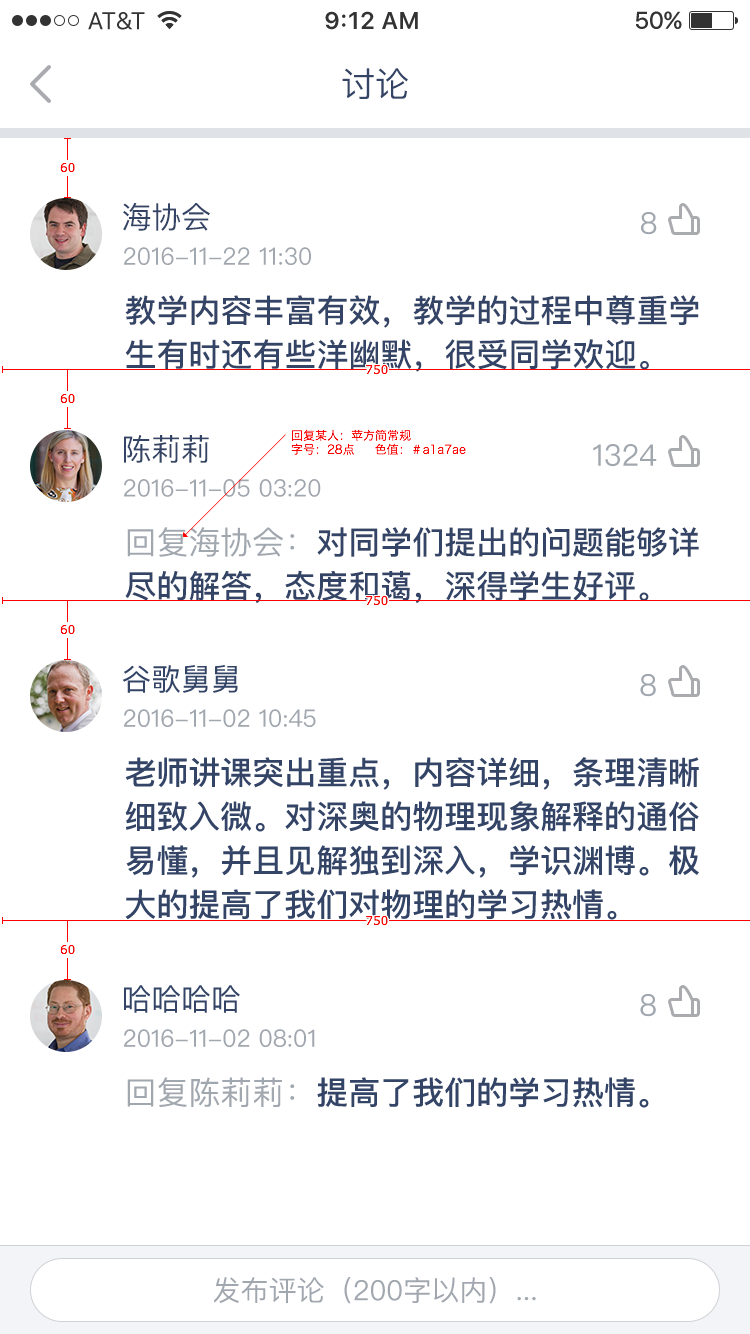 AT&T 9:12 AM 50%
讨论
60
海协会
8
2016-11-22 11:30
教学内容丰富有效，教学的过程中尊重学
生有时还有些洋幽默，很受同学欢迎。
750
60
回复某人：苹方简常规
字号：28点 色值：#a1a7ae
陈莉莉
1324
2016-11-05 03:20
回复海协会：对同学们提出的问题能够详
尽的解答，态度和蔼，深得学生好评。
750
60
谷歌舅舅
8
2016-11-02 10:45
老师讲课突出重点，内容详细，条理清晰
细致入微。对深奥的物理现象解释的通俗
易懂，并且见解独到深入，学识渊博。极
大的提高了我们对物理的学习热情。
750
60
哈哈哈哈
8
2016-11-02 08:01
回复陈莉莉：提高了我们的学习热情。
发布评论（200字以内）...